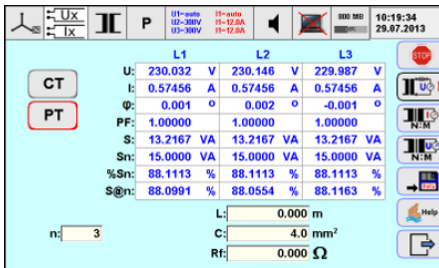 Ux
Ix
P
U1=auto I1=auto
U2=300V I1=12.0A
U3=300V I1=12.0A
800 MB
10:19:34
29.07.2013
L1 L2 L3
U: 230.032 V 230.146 V 229.987 V
I: 0.57456 A 0.57456 A 0.57456 A
φ: 0.001 o 0.002 o -0.001 o
PF: 1.00000 1.00000 1.00000
S: 13.2167 VA 13.2167 VA 13.2167 VA
Sn: 15.0000 VA 15.0000 VA 15.0000 VA
%Sn: 88.1113 % 88.1113 % 88.1113 %
S@n: 88.0991 % 88.0554 % 88.1163 %
CT
PT
n: 3
L: 0.000 m
C: 4.0 mm²
Rf: 0.000 Ω
STOP
U
I
N:M
U
N:M
Help